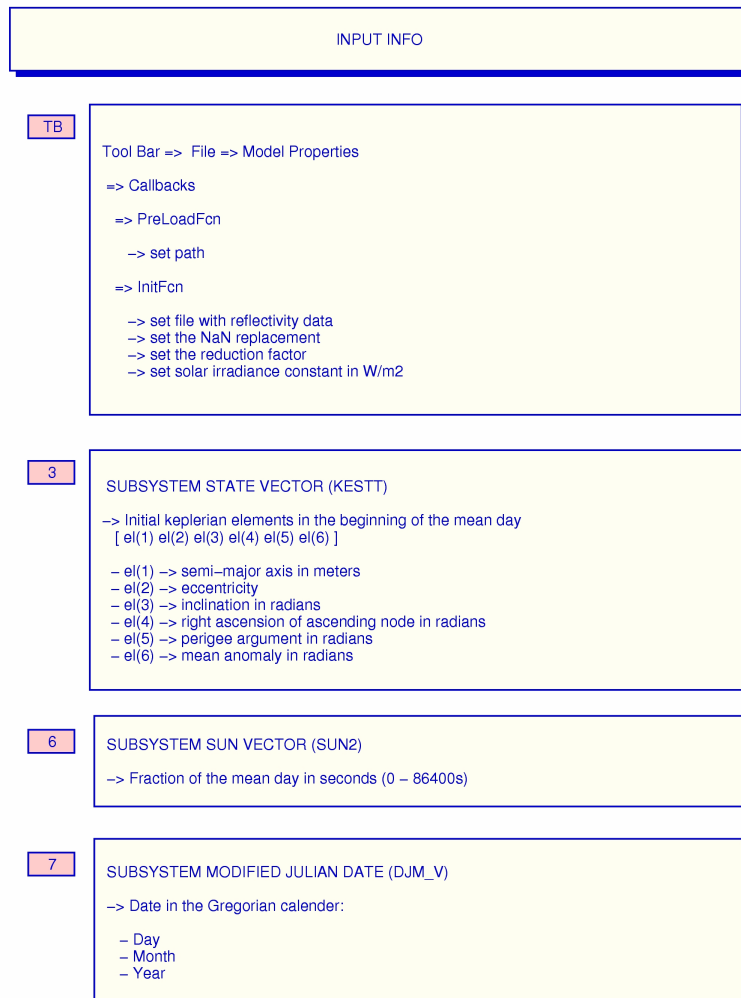 INPUT INFO
TB
Tool Bar => File => Model Properties
=> Callbacks
=> PreLoadFcn
–> set path
=> InitFcn
–> set file with reflectivity data
–> set the NaN replacement
–> set the reduction factor
–> set solar irradiance constant in W/m2
3
SUBSYSTEM STATE VECTOR (KESTT)
–> Initial keplerian elements in the beginning of the mean day
[ el(1) el(2) el(3) el(4) el(5) el(6) ]
– el(1) –> semi–major axis in meters
– el(2) –> eccentricity
– el(3) –> inclination in radians
– el(4) –> right ascension of ascending node in radians
– el(5) –> perigee argument in radians
– el(6) –> mean anomaly in radians
6
SUBSYSTEM SUN VECTOR (SUN2)
–> Fraction of the mean day in seconds (0 – 86400s)
7
SUBSYSTEM MODIFIED JULIAN DATE (DJM_V)
–> Date in the Gregorian calender:
– Day
– Month
– Year